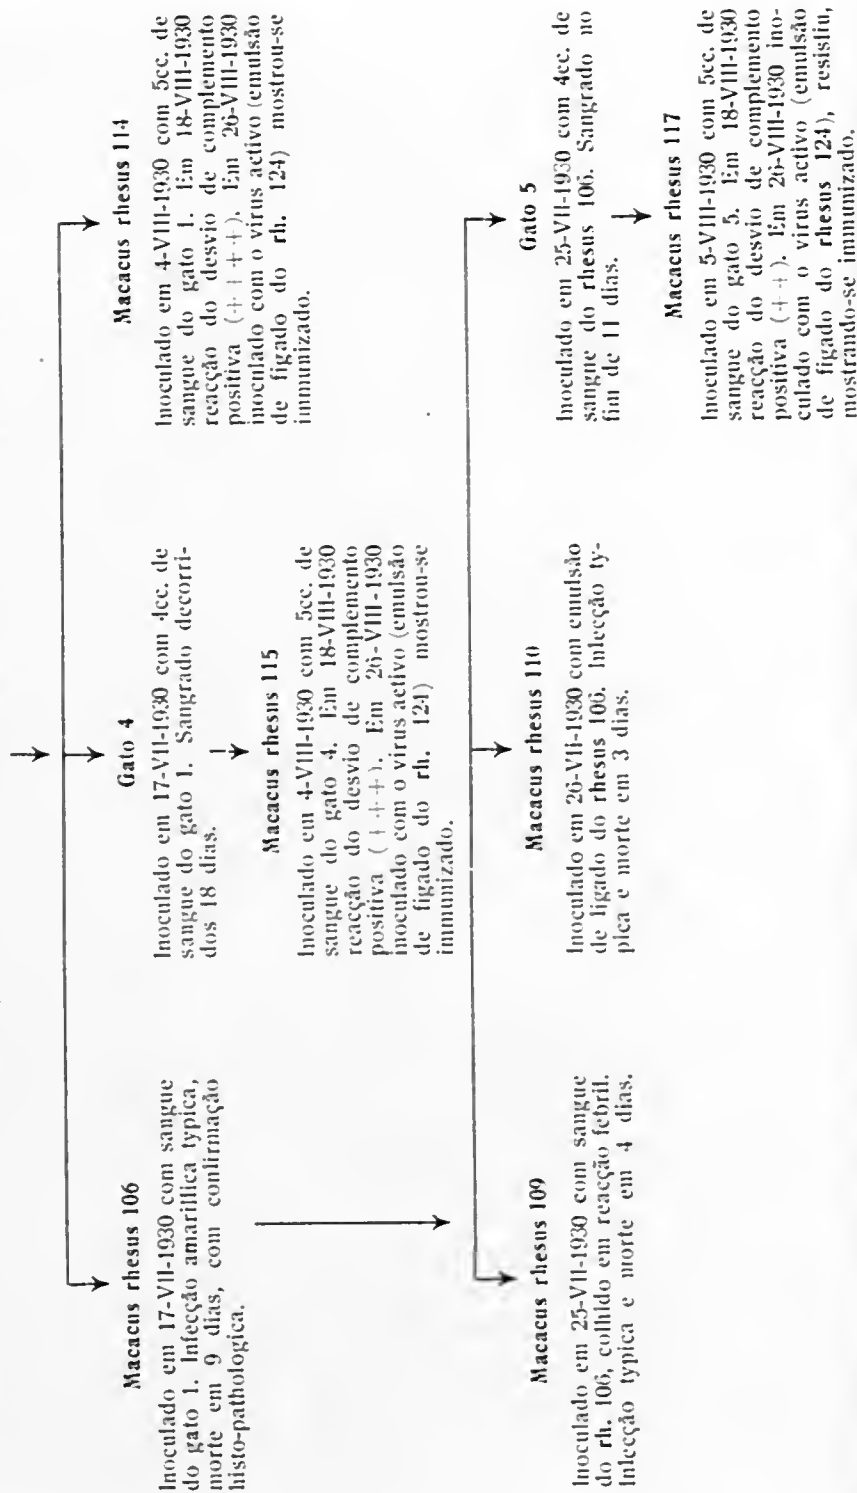 Macacus rhesus 106
Inoculado em 17-VII-1930 com sangue
do gato 1. Infecção amarillica typica,
morte em 9 dias, com confirmação
histo-pathologica.
Gato 4
Inoculado em 17-VII-1930 com 4cc. de
sangue do gato 1. Sangrado decorri-
dos 18 dias.
Macacus rhesus 114
Inoculado em 4-VIII-1930 com 5cc. de
sangue do gato 1. Em 18-VIII-1930
reacção do desvio de complemento
positiva (++++). Em 26-VIII-1930
inoculado com o virus activo (emulsão
de figado do rh. 124) mostrou-se
immunizado.
Macacus rhesus 115
Inoculado em 4-VIII-1930 com 5cc. de
sangue do gato 4. Em 18-VIII-1930
reacção do desvio de complemento
positiva (+++). Em 26-VIII-1930
inoculado com o virus activo (emulsão
de figado do rh. 124) mostrou-se
immunizado.
Macacus rhesus 109
Inoculado em 25-VII-1930 com sangue
do rh. 106, colhido em reacção febril.
Infecção typica e morte em 4 dias.
Macacus rhesus 110
Inoculado em 26-VII-1930 com emulsão
de figado do rhesus 106. Infecção ty-
pica e morte em 3 dias.
Gato 5
Inoculado em 25-VII-1930 com 4cc. de
sangue do rhesus 106. Sangrado no
fim de 11 dias.
Macacus rhesus 117
Inoculado em 5-VIII-1930 com 5cc. de
sangue do gato 5. Em 18-VIII-1930
reacção do desvio de complemento
positiva (++). Em 26-VIII-1930 ino-
culado com o virus activo (emulsão
de figado do rhesus 124), resistiu,
mostrando-se immunizado.